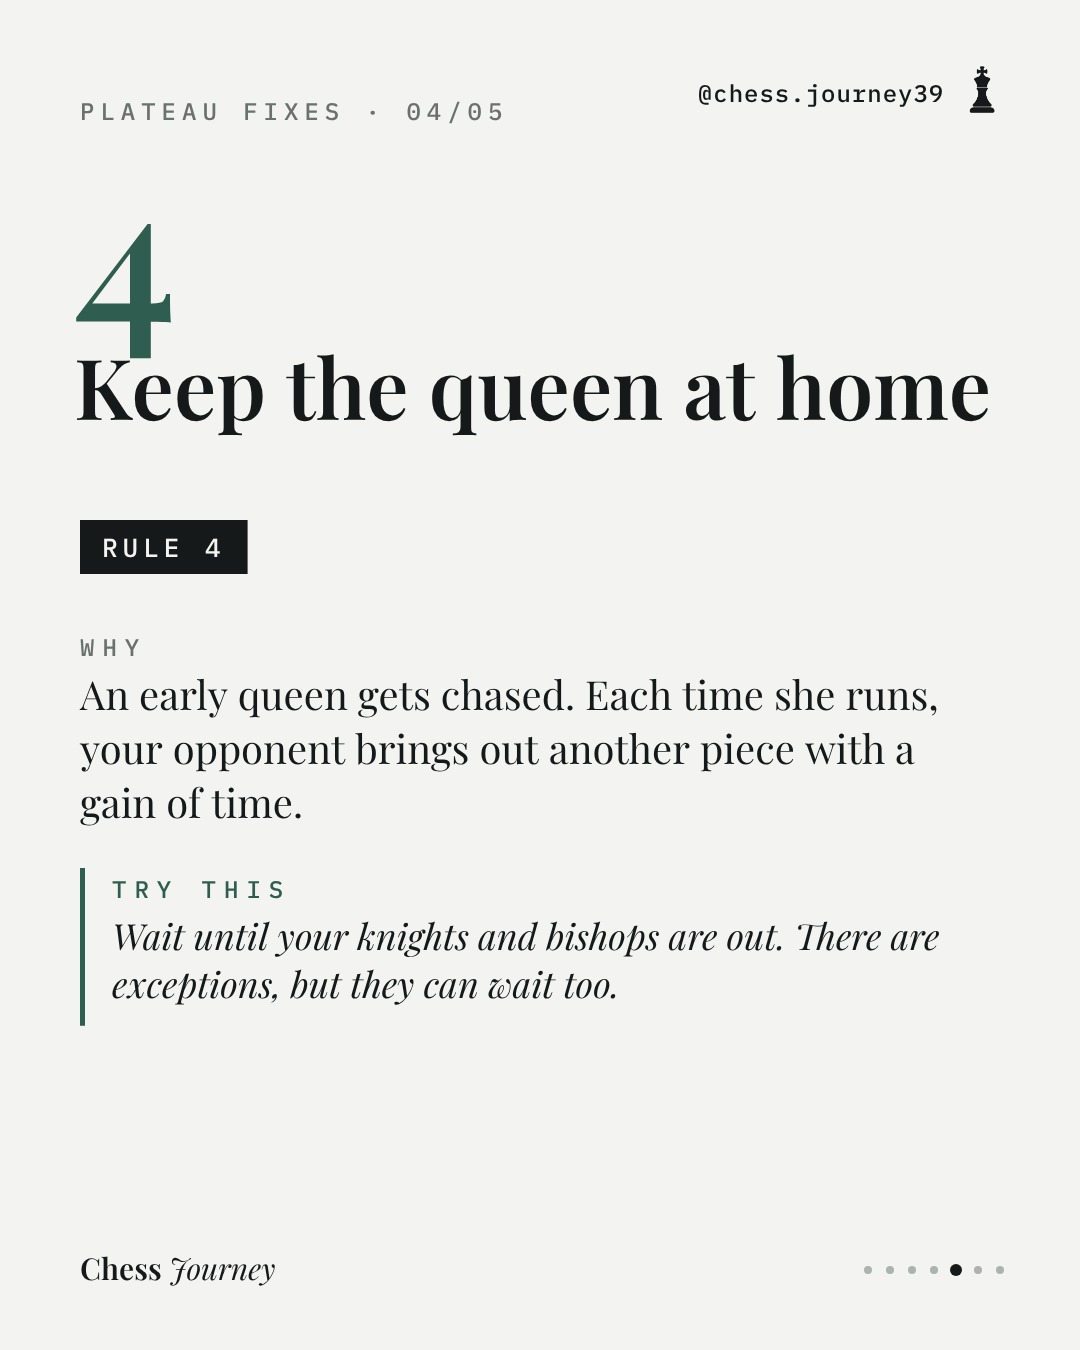 PLATEAU FIXES · 04/05
@chess.journey39
4
Keep the queen at home
RULE 4
WHY
An early queen gets chased. Each time she runs,
your opponent brings out another piece with a
gain of time.
TRY THIS
Wait until your knights and bishops are out. There are
exceptions, but they can wait too.
Chess Journey